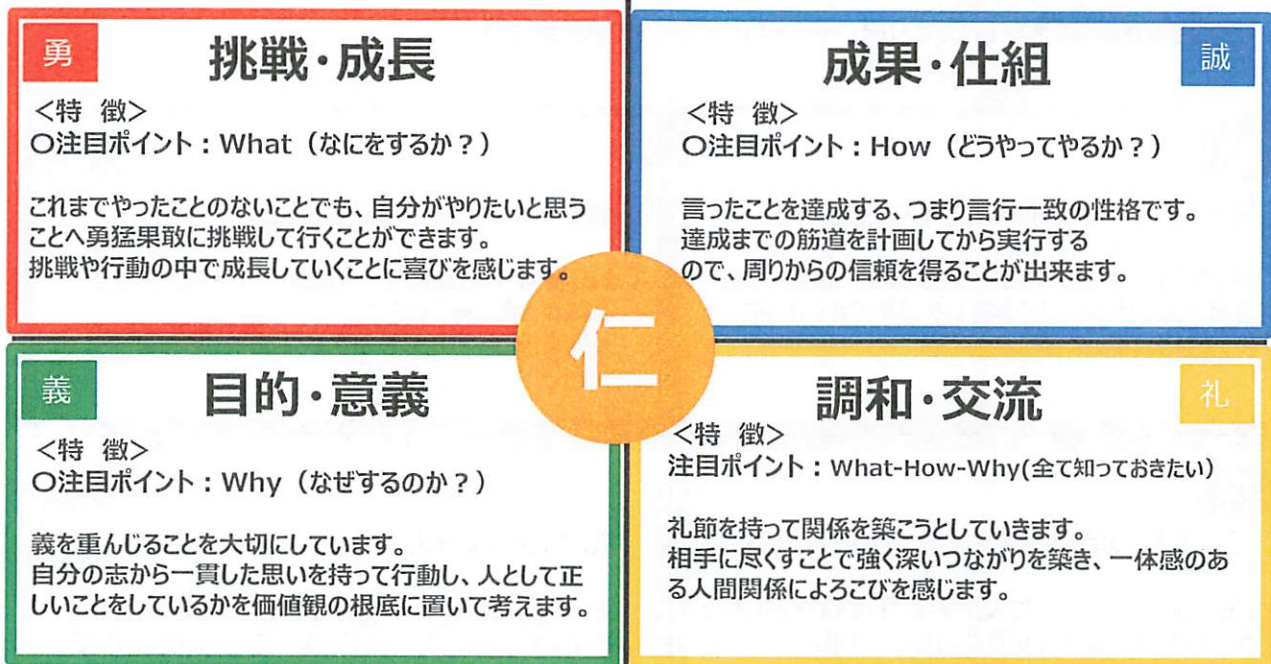 勇
挑戦・成長
<特 徴>
○注目ポイント：What（なにをするか？）
これまでやったことのないことでも、自分がやりたいと思う
ことへ勇猛果敢に挑戦して行くことができます。
挑戦や行動の中で成長していくことに喜びを感じます。
成果・仕組
誠
<特 徴>
○注目ポイント：How（どうやってやるか？）
言ったことを達成する、つまり言行一致の性格です。
達成までの筋道を計画してから実行する
ので、周りからの信頼を得ることが出来ます。
仁
義
目的・意義
<特 徴>
○注目ポイント：Why（なぜするのか？）
義を重んじることを大切にしています。
自分の志から一貫した思いを持って行動し、人として正
しいことをしているかを価値観の根底に置いて考えます。
調和・交流
礼
<特 徴>
注目ポイント：What-How-Why(全て知っておきたい）
礼節を持って関係を築こうとしていきます。
相手に尽くすことで強く深いつながりを築き、一体感のあ
る人間関係によろこびを感じます。